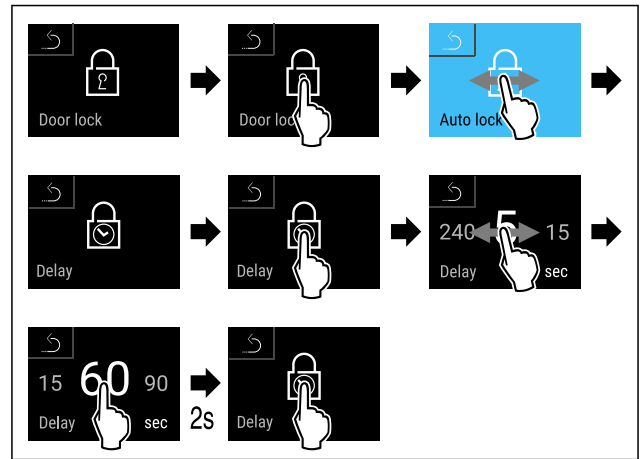 Door lock
Door loc
Auto lock
Delay
Delay
240 5 15
Delay sec
15 60 90
Delay sec
2s
Delay